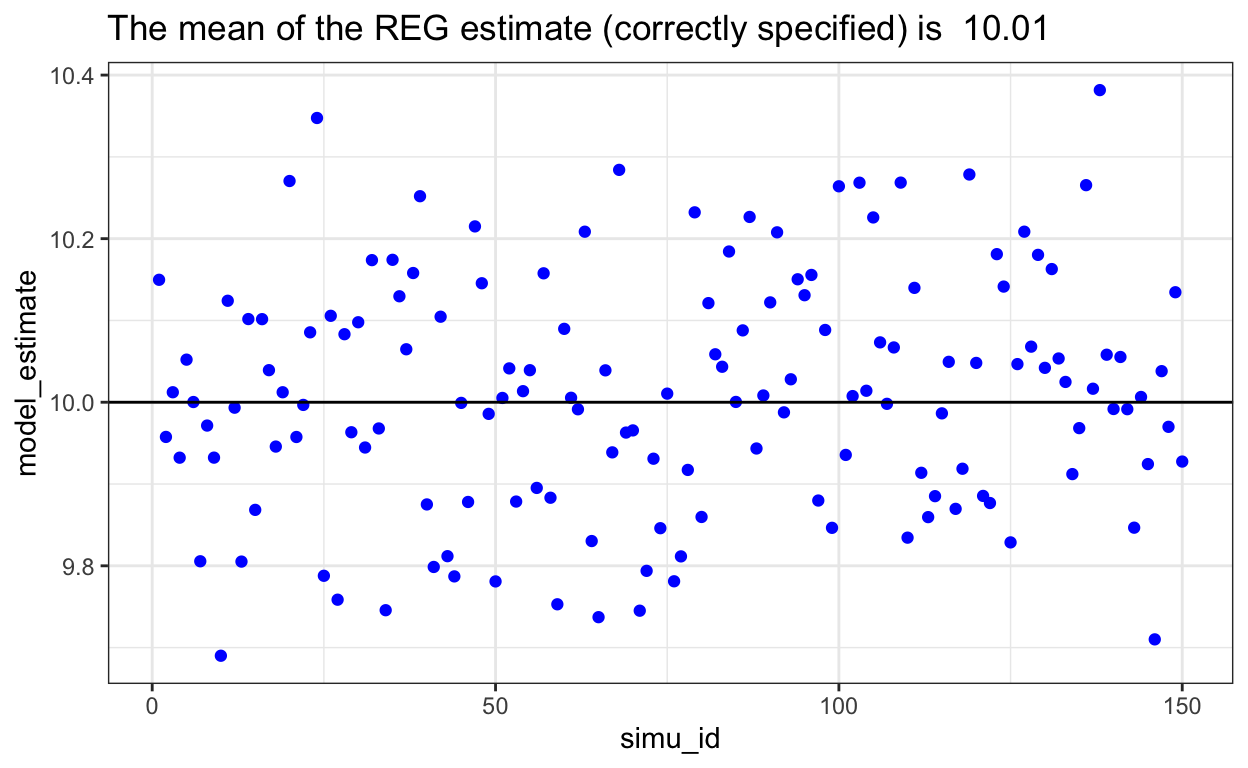 The mean of the REG estimate (correctly specified) is  10.01
10.4
10.2
10.0
9.8
model_estimate
0
50
100
150
simu_id